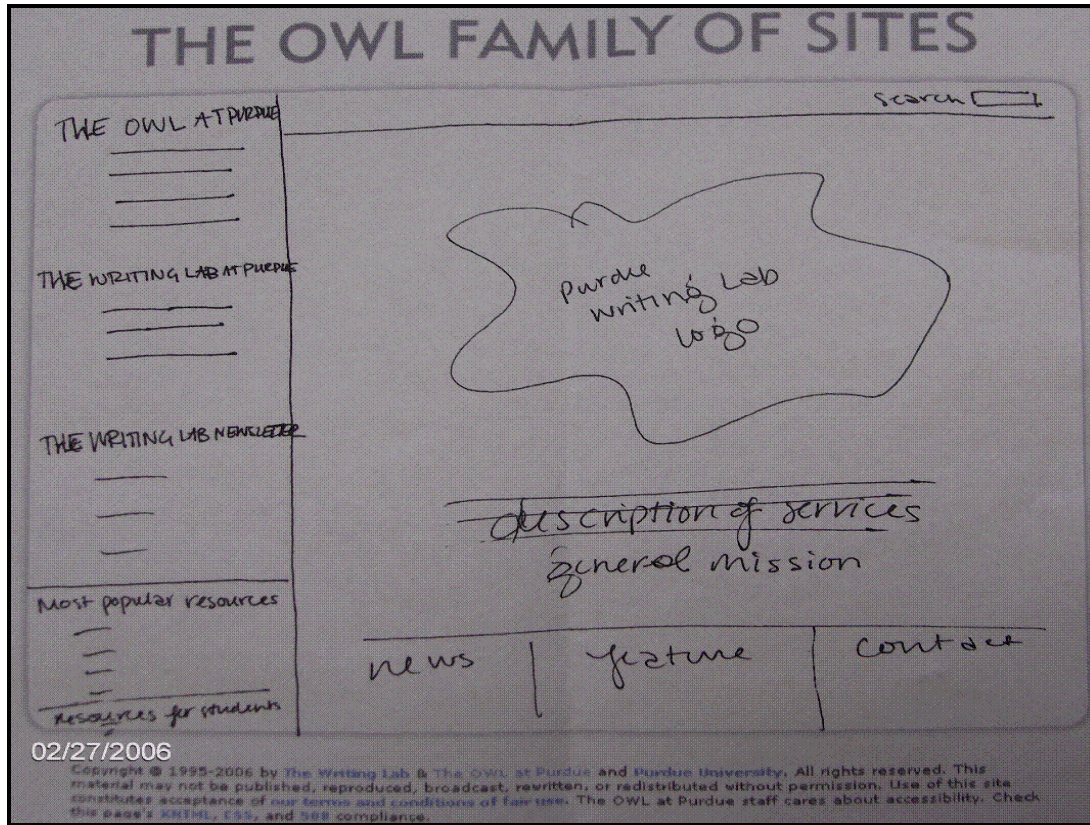 THE OWL FAMILY OF SITES
search
THE OWL AT PURDUE
THE WRITING LAB AT PURDUE
THE WRITING LAB NEWSLETTER
Most popular resources
Resources for students
Purdue
Writing Lab
logo
description of services
general mission
news
feature
contact
02/27/2006
Copyright © 1995-2006 by The Writing Lab & The OWL at Purdue and Purdue University. All rights reserved. This
material may not be published, reproduced, broadcast, rewritten, or redistributed without permission. Use of this site
constitutes acceptance of our terms and conditions of fair use. The OWL at Purdue staff cares about accessibility. Check
this page's XHTML, CSS, and 508 compliance.